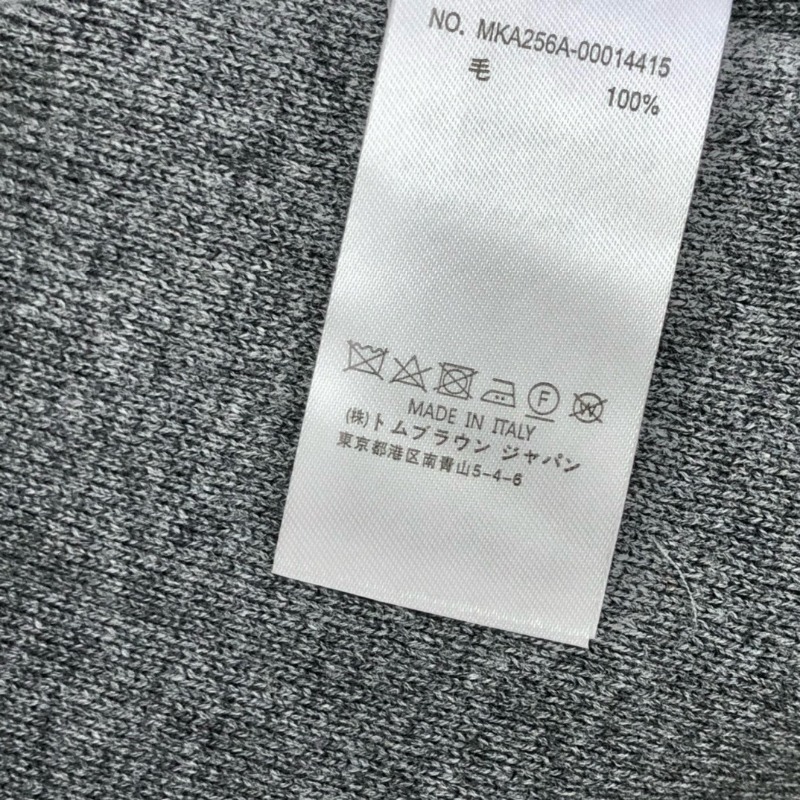 NO. MKA256A-00014415
毛 100%
F W
MADE IN ITALY
(株)トムブラウン ジャパン
東京都港区南青山5-4-6